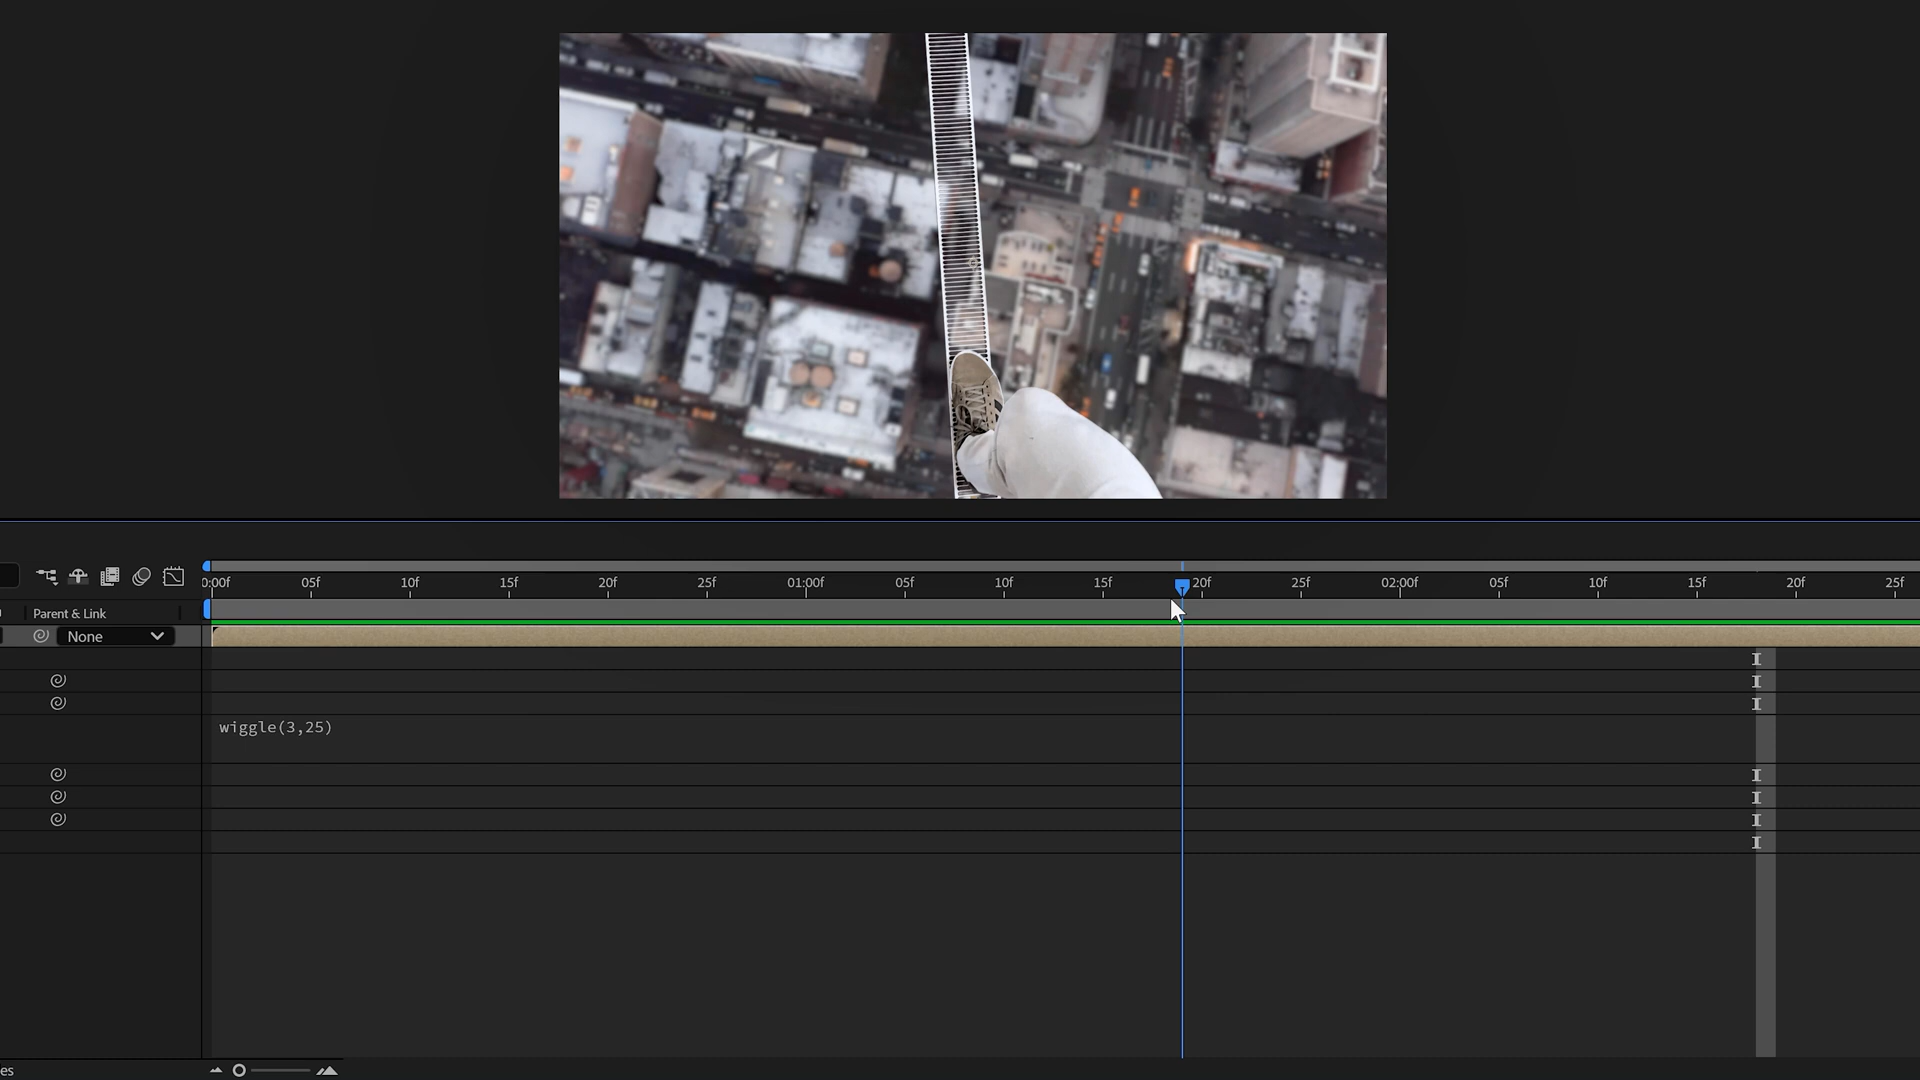 0:00f 05f 10f 15f 20f 25f 01:00f 05f 10f 15f 20f 25f 02:00f 05f 10f 15f 20f 25f
Parent & Link
None
wiggle(3,25)
es